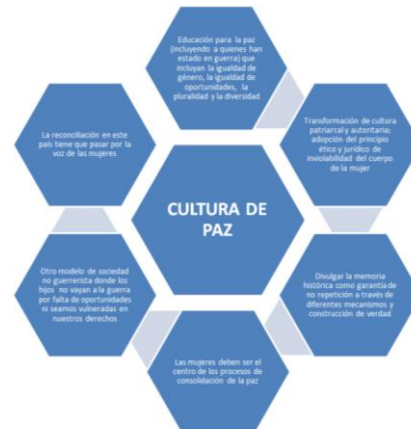 Educación para la paz
(incluyendo a quienes han
estado en guerra) que
incluyan la igualdad de
género, la igualdad de
oportunidades, la
pluralidad y la diversidad
Transformación de cultura
patriarcal y autoritaria;
adopción del principio
ético y jurídico de
inviolabilidad del cuerpo
de la mujer
Divulgar la memoria
histórica como garantía de
no repetición a través de
diferentes mecanismos y
construcción de verdad
Las mujeres deben ser el
centro de los procesos de
consolidación de la paz
Otro modelo de sociedad
no guerrerista donde los
hijos no vayan a la guerra
por falta de oportunidades
ni seamos vulneradas en
nuestros derechos
La reconciliación en este
país tiene que pasar por la
voz de las mujeres
CULTURA DE
PAZ